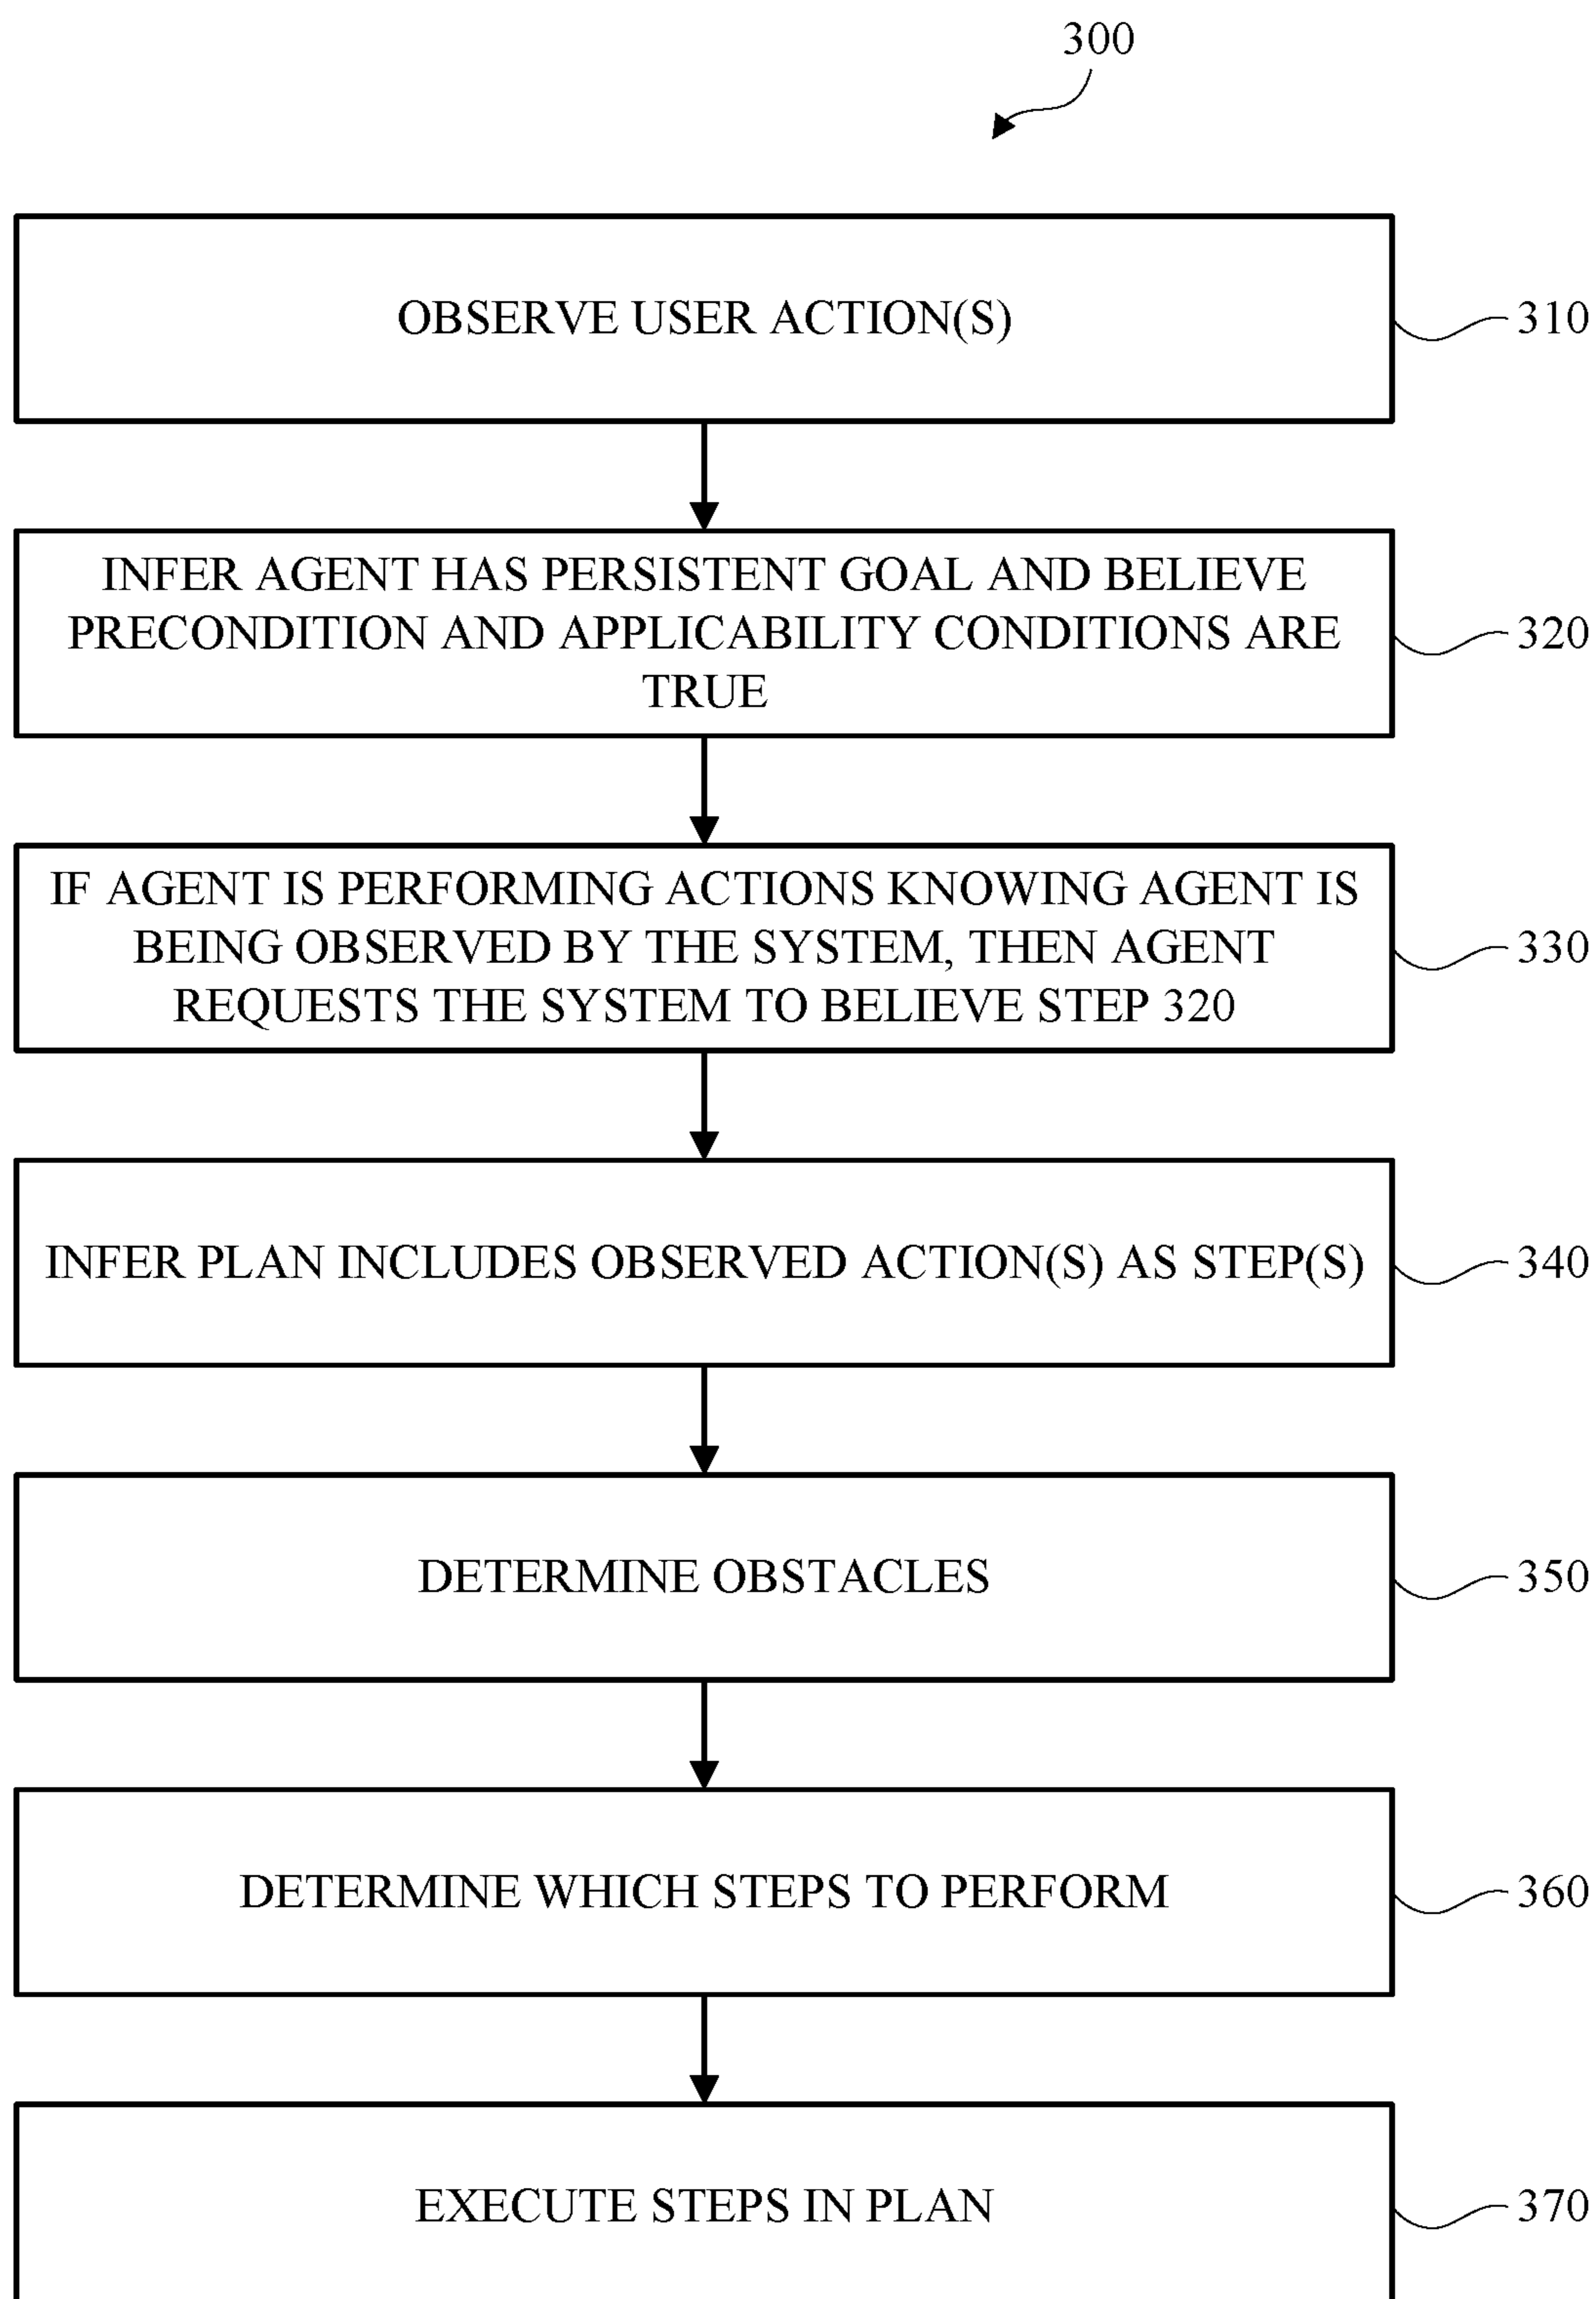 300
OBSERVE USER ACTION(S)
310
INFER AGENT HAS PERSISTENT GOAL AND BELIEVE
PRECONDITION AND APPLICABILITY CONDITIONS ARE
TRUE
320
IF AGENT IS PERFORMING ACTIONS KNOWING AGENT IS
BEING OBSERVED BY THE SYSTEM, THEN AGENT
REQUESTS THE SYSTEM TO BELIEVE STEP 320
330
INFER PLAN INCLUDES OBSERVED ACTION(S) AS STEP(S)
340
DETERMINE OBSTACLES
350
DETERMINE WHICH STEPS TO PERFORM
360
EXECUTE STEPS IN PLAN
370